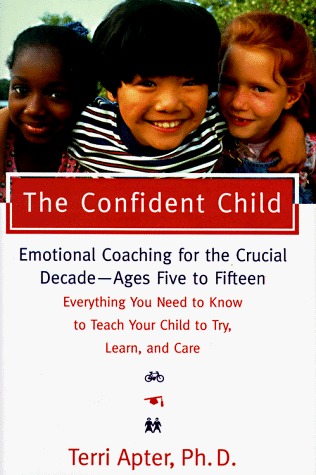 The Confident Child
Emotional Coaching for the Crucial
Decade—Ages Five to Fifteen
Everything You Need to Know
to Teach Your Child to Try,
Learn, and Care
Terri Apter, Ph. D.